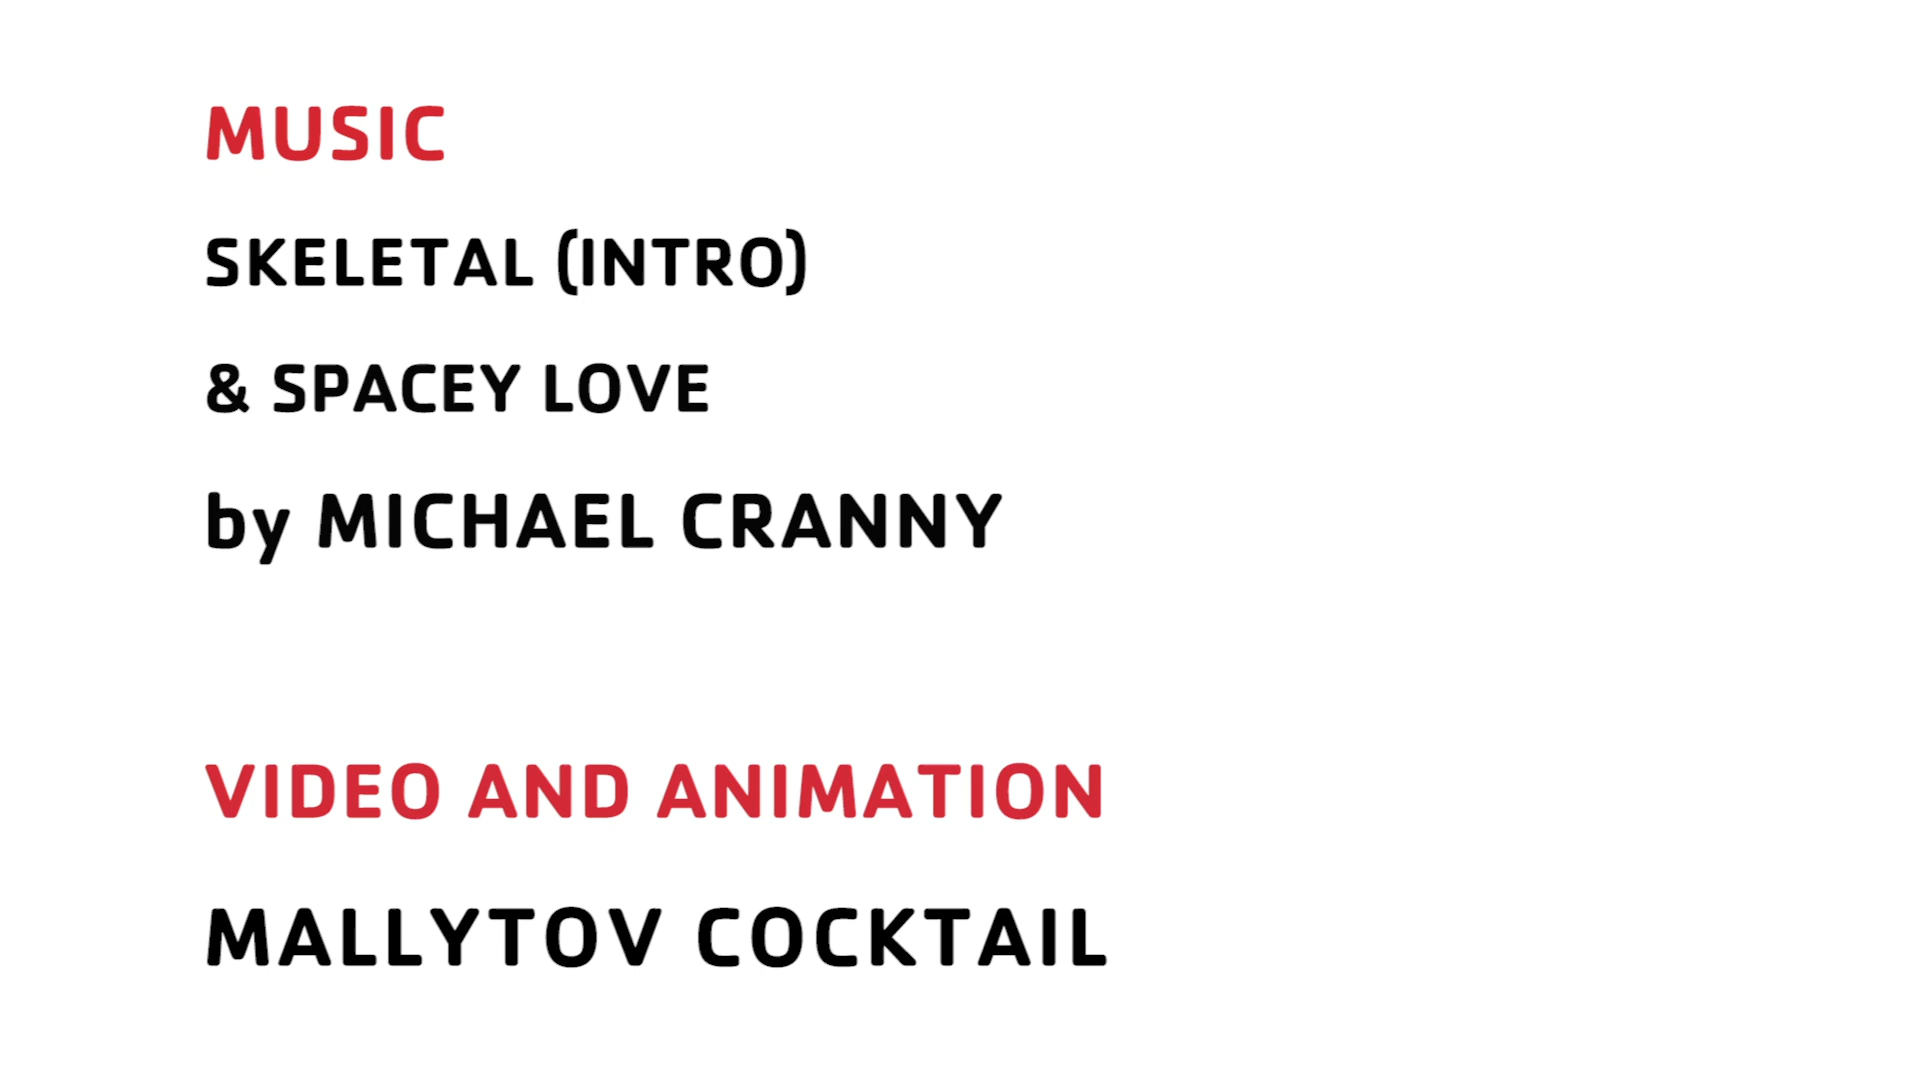 MUSIC
SKELETAL (INTRO)
& SPACEY LOVE
by MICHAEL CRANNY
VIDEO AND ANIMATION
MALLYTOV COCKTAIL